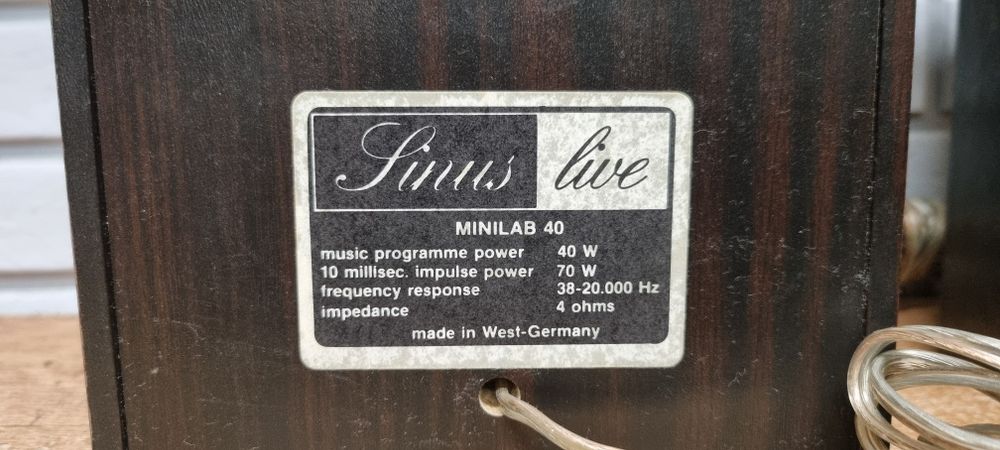 Sinus live
MINILAB 40
music programme power 40 W
10 millisec. impulse power 70 W
frequency response 38-20.000 Hz
impedance 4 ohms
made in West-Germany